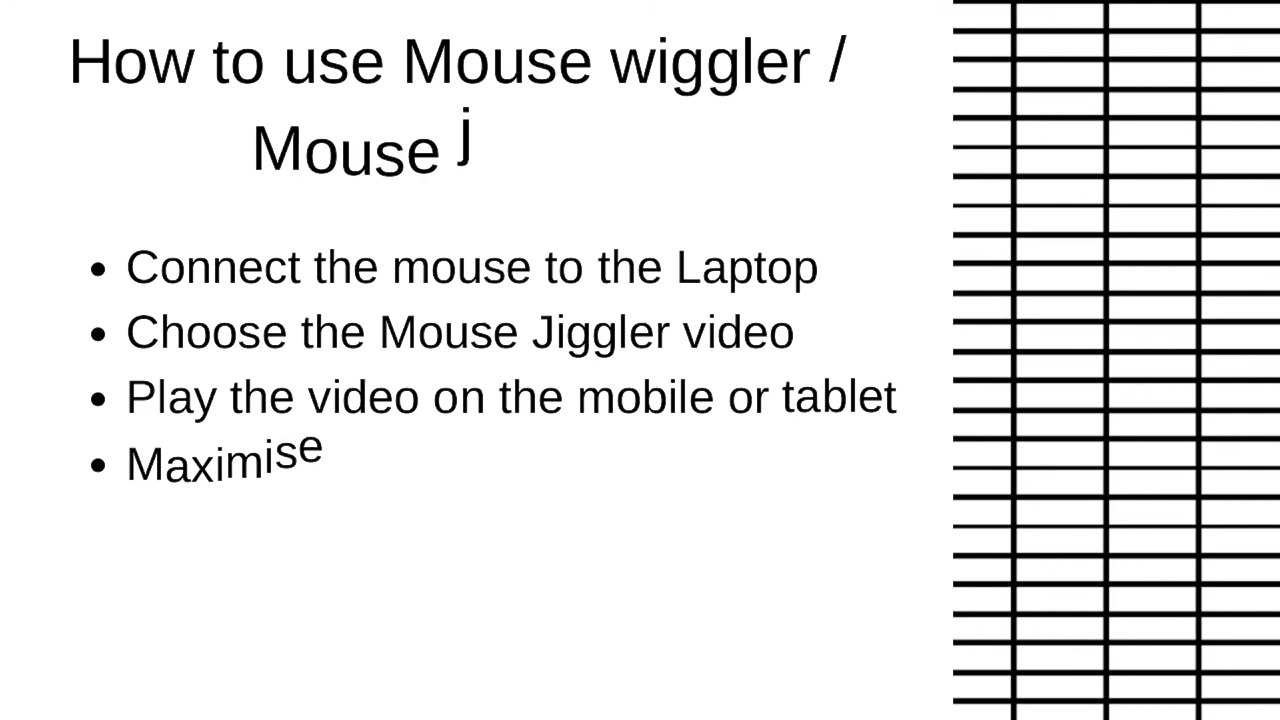 How to use Mouse wiggler /
Mouse j
• Connect the mouse to the Laptop
• Choose the Mouse Jiggler video
• Play the video on the mobile or tablet
• Maximise